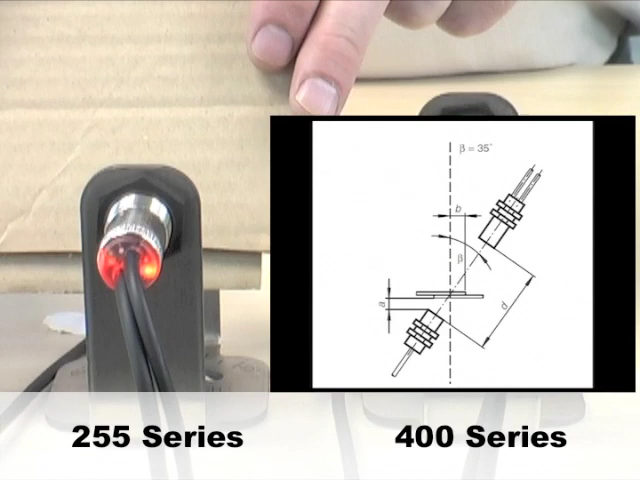 β = 35°
b
β
a
d
255 Series 400 Series